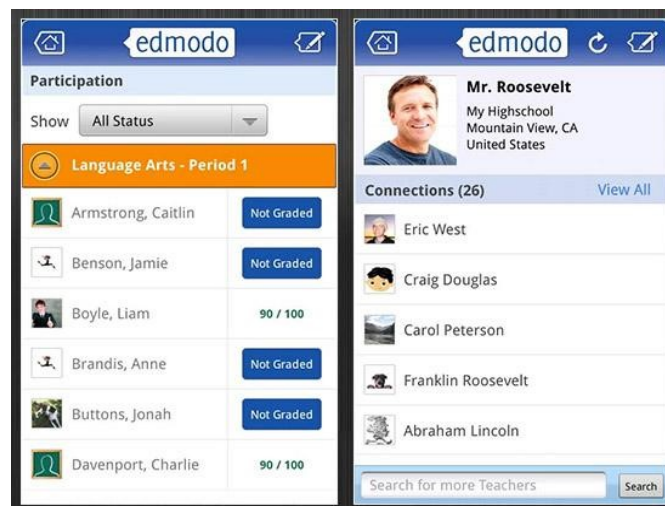 edmodo
Participation
Show All Status
Language Arts - Period 1
Armstrong, Caitlin Not Graded
Benson, Jamie Not Graded
Boyle, Liam 90 / 100
Brandis, Anne Not Graded
Buttons, Jonah Not Graded
Davenport, Charlie 90 / 100
edmodo
Mr. Roosevelt
My Highschool
Mountain View, CA
United States
Connections (26) View All
Eric West
Craig Douglas
Carol Peterson
Franklin Roosevelt
Abraham Lincoln
Search for more Teachers Search